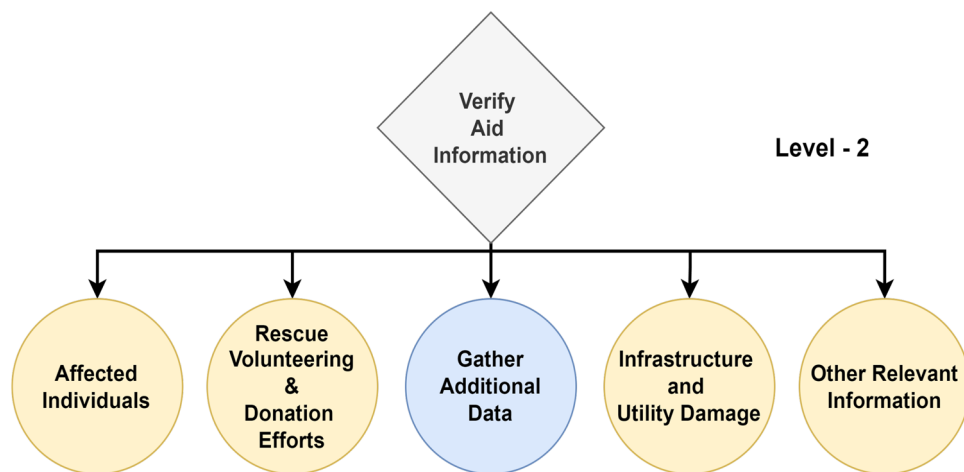 Verify
Aid
Information
Level - 2
Affected
Individuals
Rescue
Volunteering
&
Donation
Efforts
Gather
Additional
Data
Infrastructure
and
Utility Damage
Other Relevant
Information